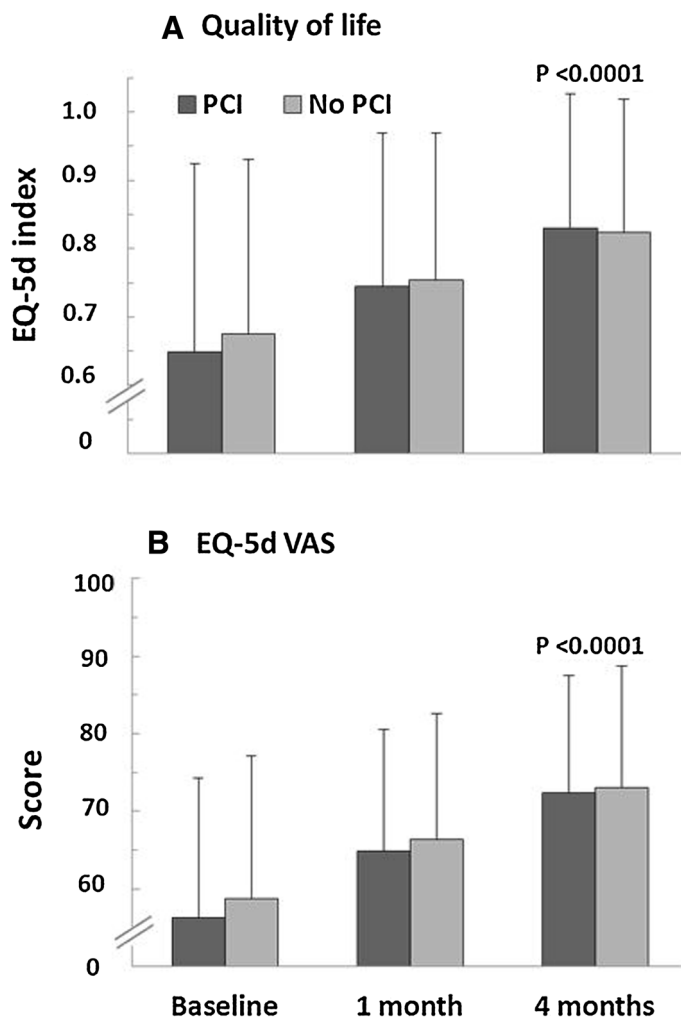 A Quality of life
P <0.0001
PCI No PCI
EQ-5d index
1.0
0.9
0.8
0.7
0.6
0
B EQ-5d VAS
P <0.0001
Score
100
90
80
70
60
0
Baseline 1 month 4 months